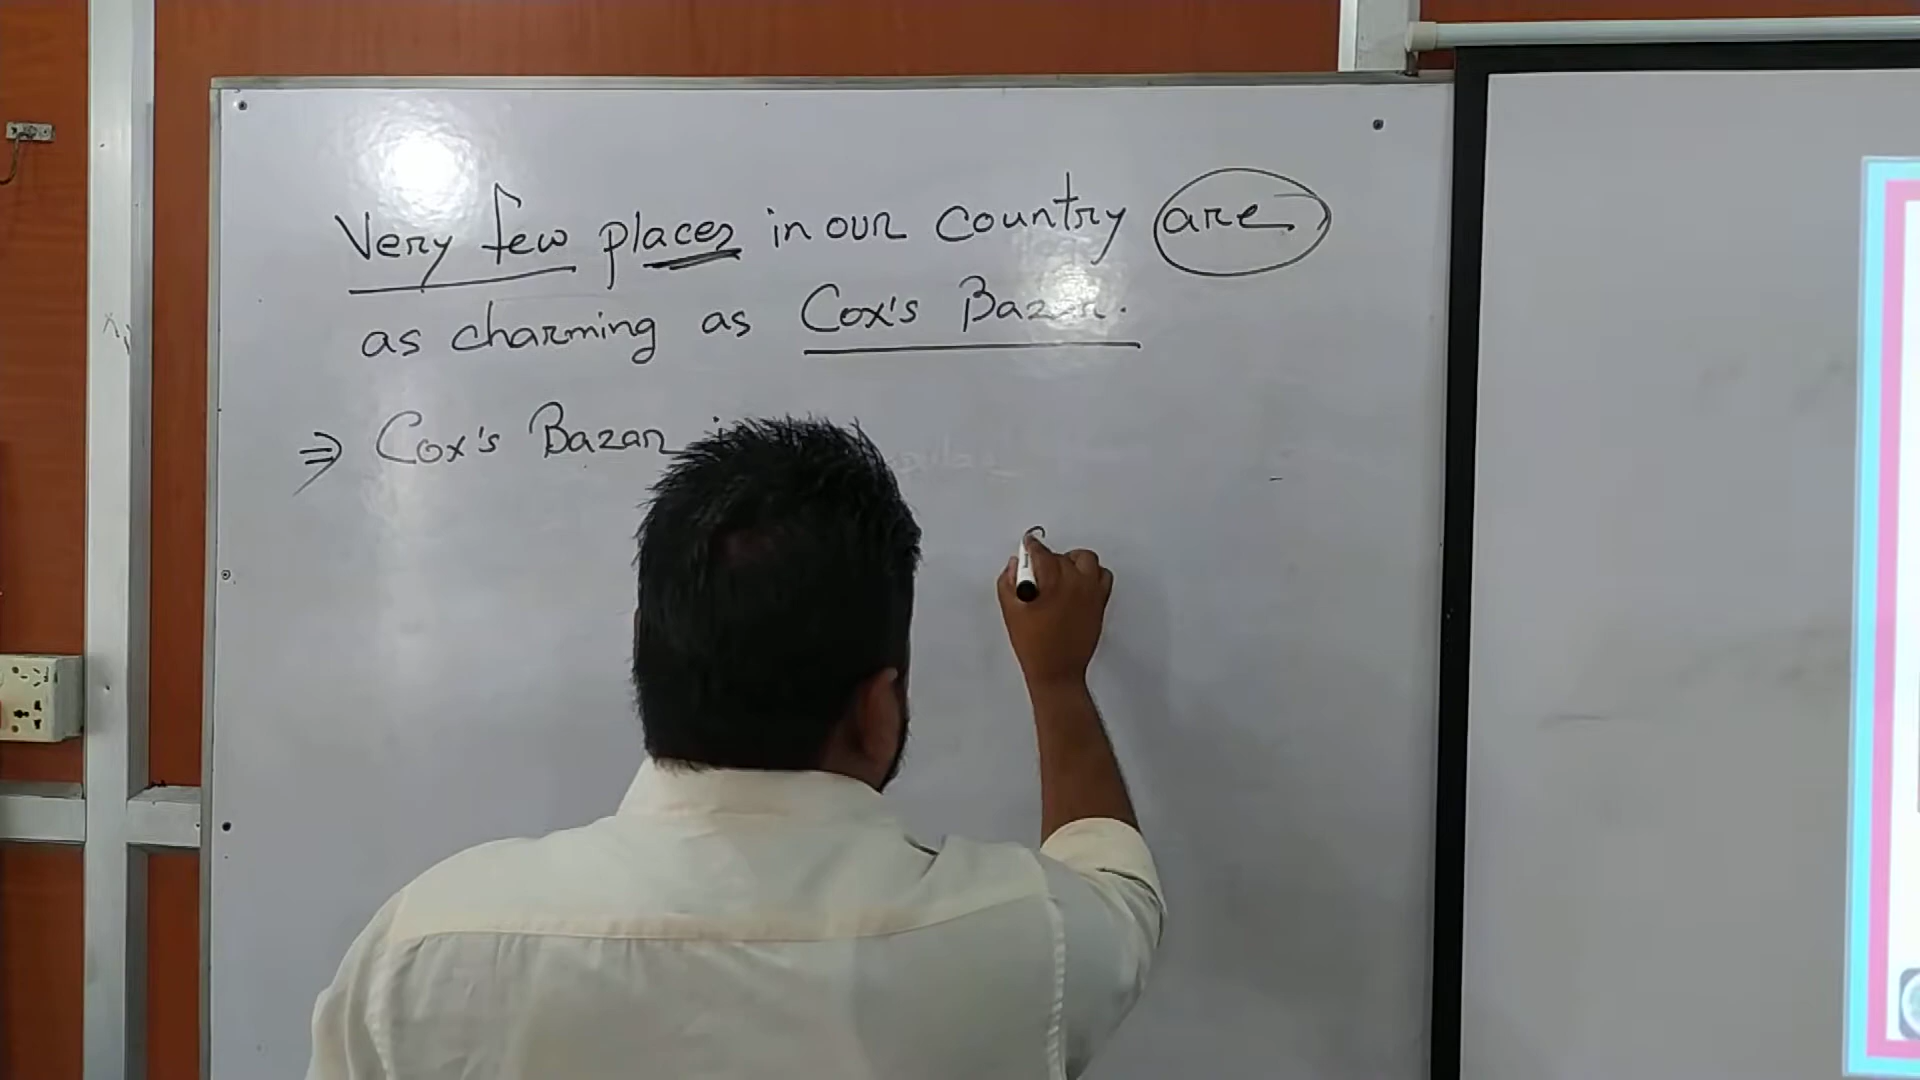 Very few places in our country are
as charming as Cox's Bazar.
⇒ Cox's Bazar